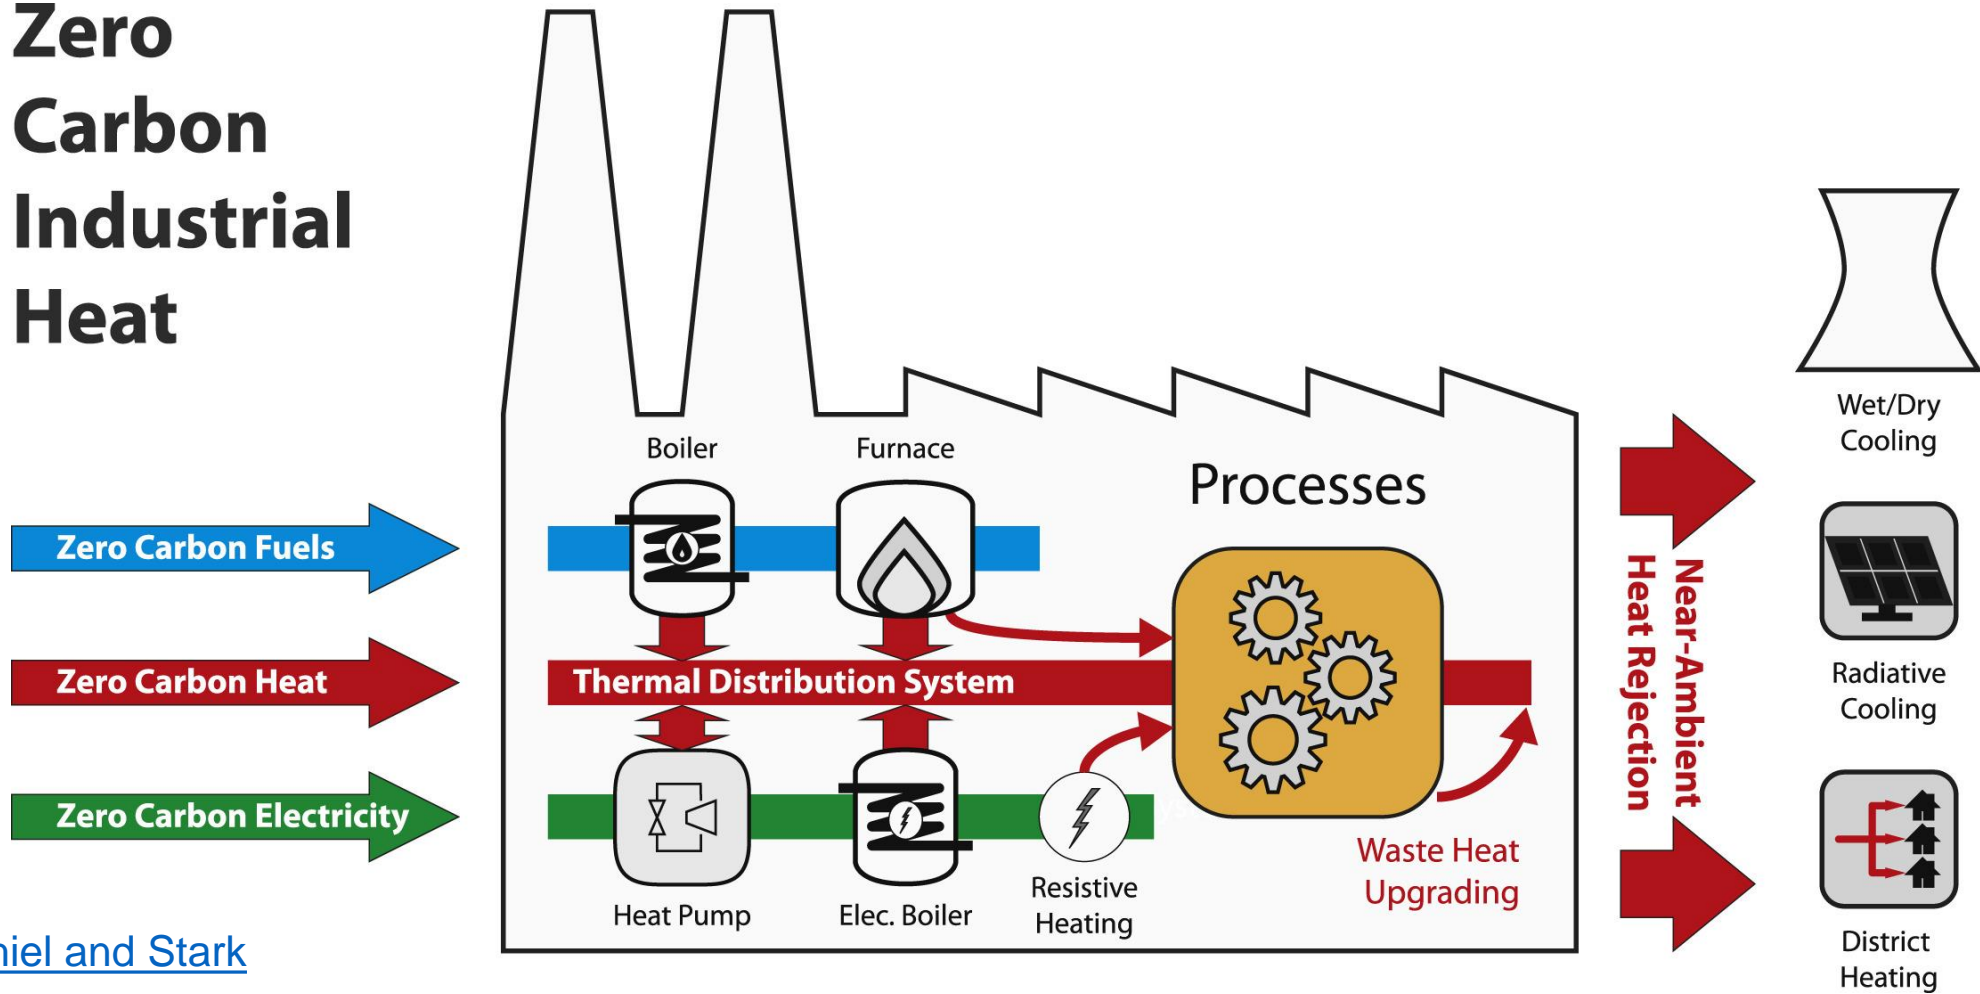 Zero
Carbon
Industrial
Heat
Boiler
Furnace
Processes
Zero Carbon Fuels
Zero Carbon Heat
Zero Carbon Electricity
Thermal Distribution System
Heat Pump
Elec. Boiler
Resistive
Heating
Waste Heat
Upgrading
Near-Ambient
Heat Rejection
Wet/Dry
Cooling
Radiative
Cooling
District
Heating
and Stark